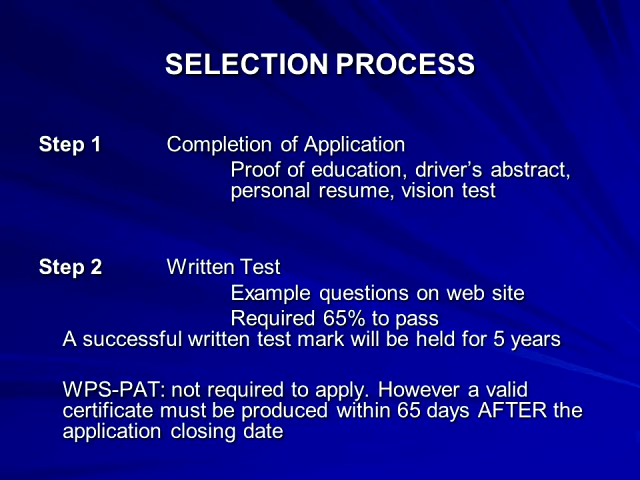 SELECTION PROCESS
Step 1 Completion of Application
Proof of education, driver’s abstract,
personal resume, vision test
Step 2 Written Test
Example questions on web site
Required 65% to pass
A successful written test mark will be held for 5 years
WPS-PAT: not required to apply. However a valid
certificate must be produced within 65 days AFTER the
application closing date